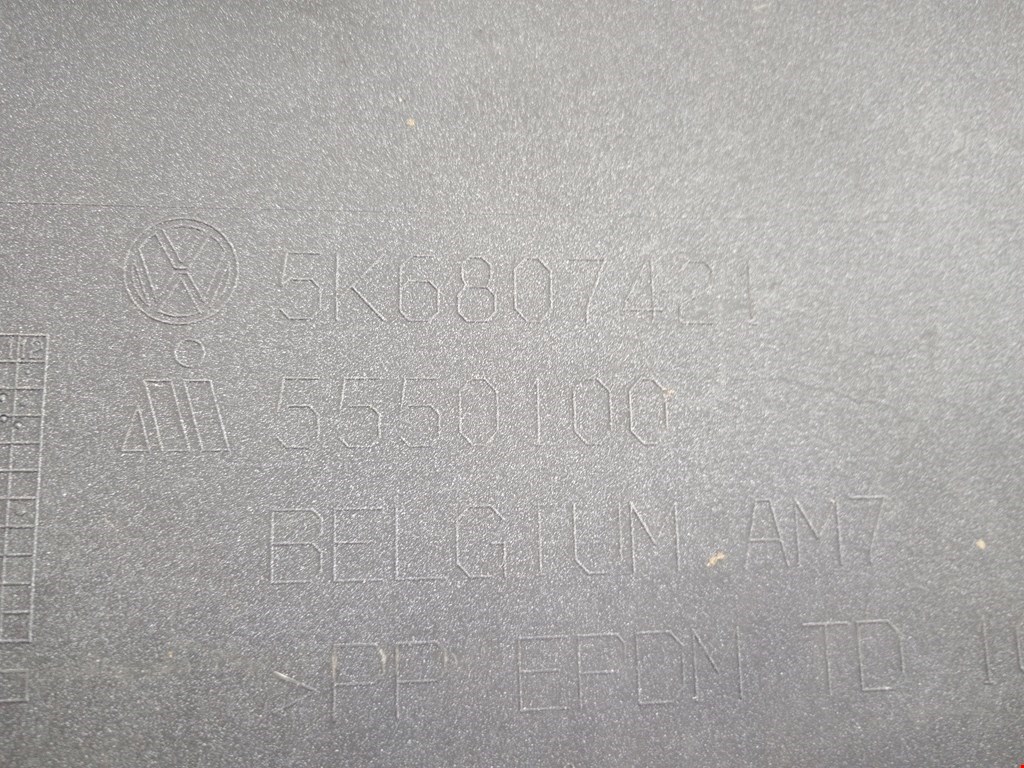 5K6807421
5550100
BELGIUM AM7
>PP EPDM TD